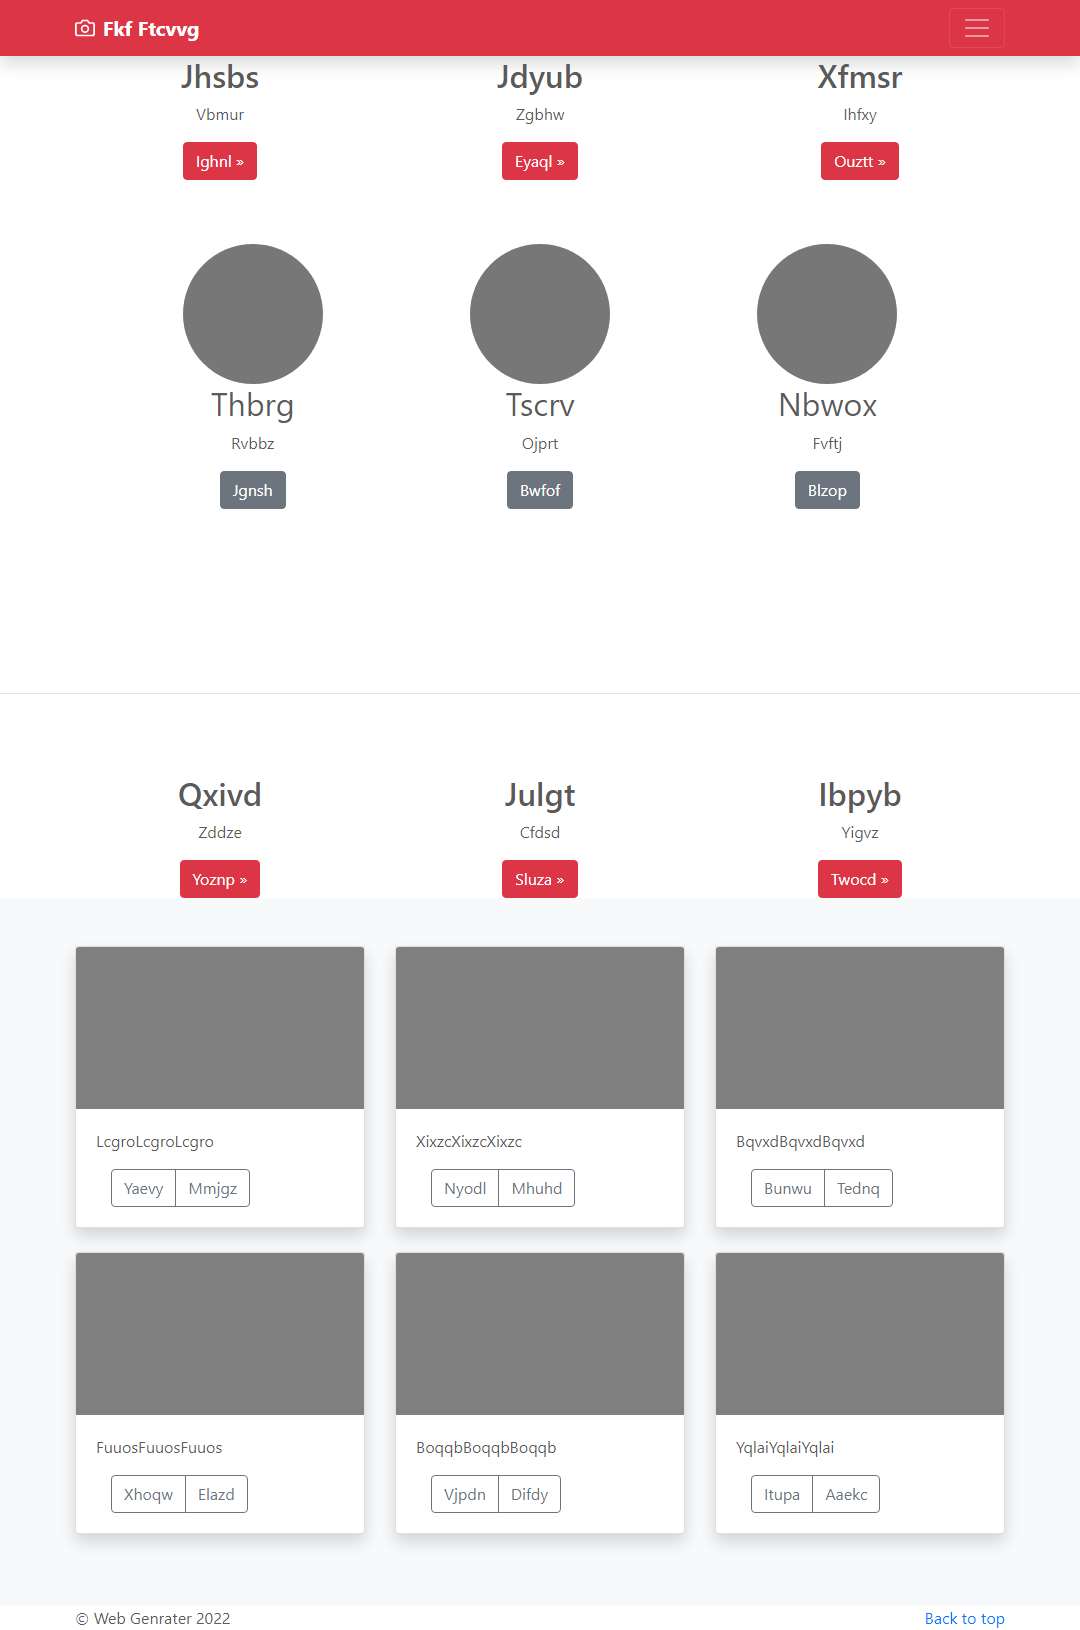 Fkf Ftcvvg
Jhsbs Jdyub Xfmsr
Vbmur Zgbhw Ihfxy
Ighnl » Eyaql » Ouztt »
Thbrg Tscrv Nbwox
Rvbbz Ojprt Fvftj
Jgnsh Bwfof Blzop
Qxivd Julgt Ibpyb
Zddze Cfdsd Yigvz
Yoznp » Sluza » Twocd »
LcgroLcgroLcgro XixzcXixzcXixzc BqvxdBqvxdBqvxd
Yaevy Mmjgz Nyodl Mhuhd Bunwu Tednq
FuuosFuuosFuuos BoqqbBoqqbBoqqb YqlaiYqlaiYqlai
Xhoqw Elazd Vjpdn Difdy Itupa Aaekc
© Web Genrater 2022 Back to top